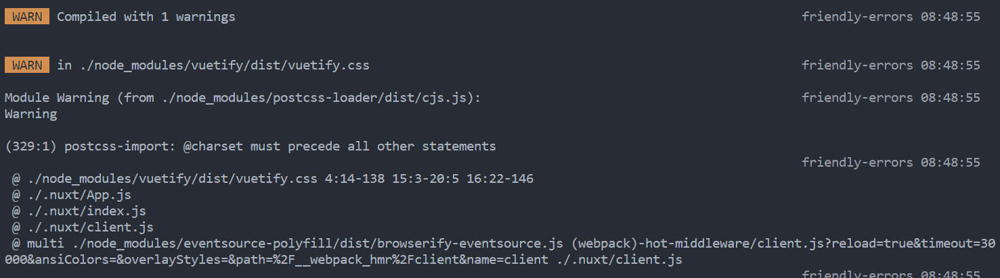 WARN Compiled with 1 warnings friendly-errors 08:48:55
WARN in ./node_modules/vuetify/dist/vuetify.css friendly-errors 08:48:55
Module Warning (from ./node_modules/postcss-loader/dist/cjs.js): friendly-errors 08:48:55
Warning
(329:1) postcss-import: @charset must precede all other statements
friendly-errors 08:48:55
@ ./node_modules/vuetify/dist/vuetify.css 4:14-138 15:3-20:5 16:22-146
@ ./.nuxt/App.js
@ ./.nuxt/index.js
@ ./.nuxt/client.js
@ multi ./node_modules/eventsource-polyfill/dist/browserify-eventsource.js (webpack)-hot-middleware/client.js?reload=true&timeout=30
000&ansiColors=&overlayStyles=&path=%2F__webpack_hmr%2Fclient&name=client ./.nuxt/client.js
friendly-errors 08:48:55